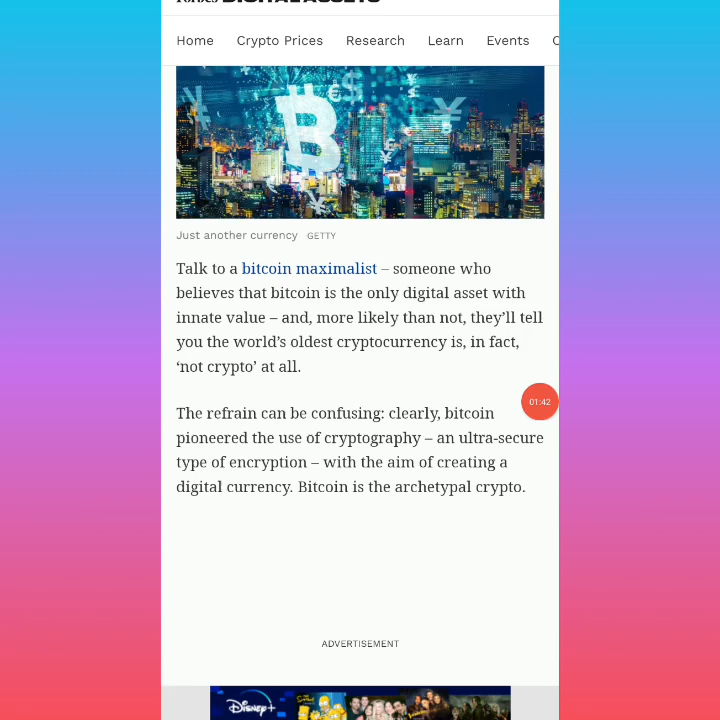 Forbes DIGITAL ASSETS
Home Crypto Prices Research Learn Events
Just another currency GETTY
Talk to a bitcoin maximalist – someone who
believes that bitcoin is the only digital asset with
innate value – and, more likely than not, they’ll tell
you the world’s oldest cryptocurrency is, in fact,
‘not crypto’ at all.
01:42
The refrain can be confusing: clearly, bitcoin
pioneered the use of cryptography – an ultra-secure
type of encryption – with the aim of creating a
digital currency. Bitcoin is the archetypal crypto.
ADVERTISEMENT
Disney+